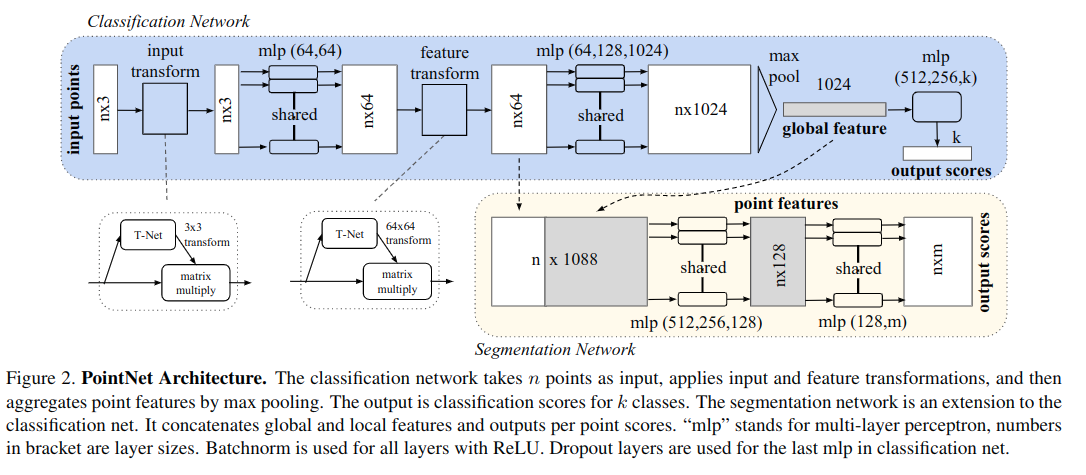 Classification Network
input points
nx3
input
transform
nx3
mlp (64,64)
shared
nx64
feature
transform
nx64
mlp (64,128,1024)
shared
nx1024
max
pool
1024
global feature
mlp
(512,256,k)
k
output scores
T-Net
3x3
transform
matrix
multiply
T-Net
64x64
transform
matrix
multiply
point features
n x 1088
shared
mlp (512,256,128)
nx128
shared
mlp (128,m)
nxm
output scores
Segmentation Network
Figure 2. PointNet Architecture. The classification network takes n points as input, applies input and feature transformations, and then
aggregates point features by max pooling. The output is classification scores for k classes. The segmentation network is an extension to the
classification net. It concatenates global and local features and outputs per point scores. “mlp” stands for multi-layer perceptron, numbers
in bracket are layer sizes. Batchnorm is used for all layers with ReLU. Dropout layers are used for the last mlp in classification net.